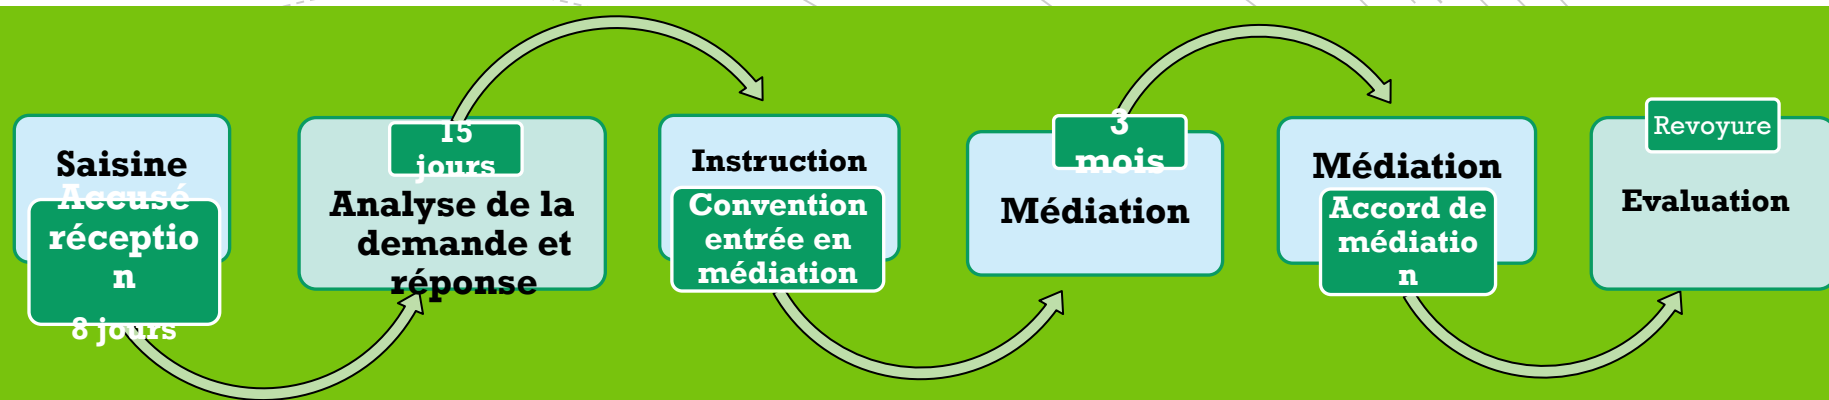 Saisine
Accusé
réceptio
n
8 jours
15
jours
Analyse de la
demande et
réponse
Instruction
Convention
entrée en
médiation
3
mois
Médiation
Médiation
Accord de
médiatio
n
Revoyure
Evaluation